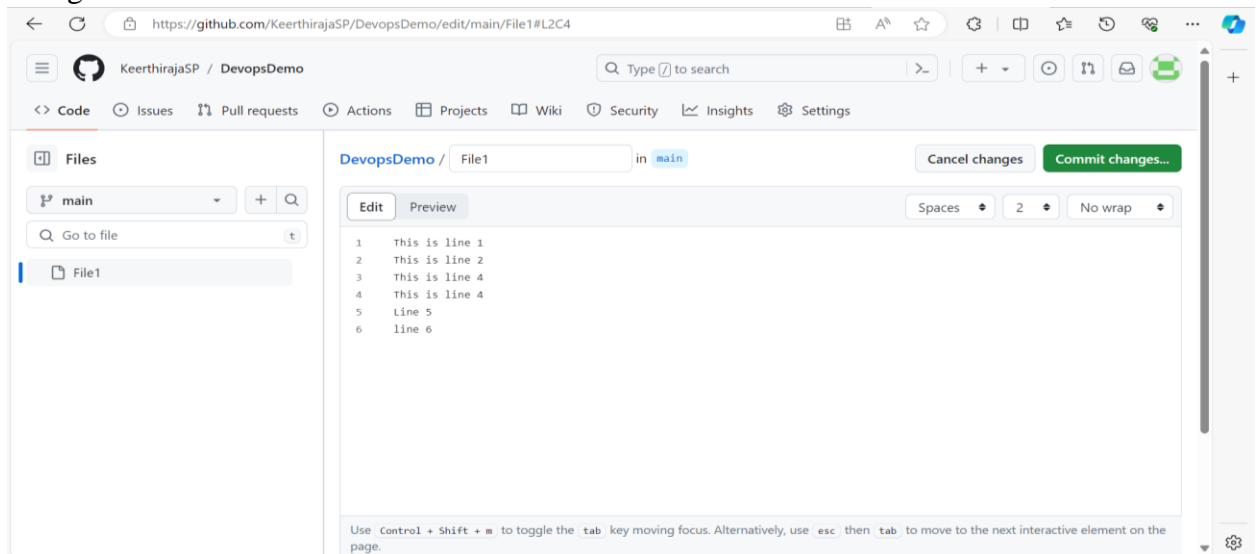 https://github.com/KeerthirajaSP/DevopsDemo/edit/main/File1#L2C4
KeerthirajaSP / DevopsDemo
Type / to search
<> Code Issues Pull requests Actions Projects Wiki Security Insights Settings
Files
main
Go to file t
File1
DevopsDemo / File1 in main
Cancel changes Commit changes...
Edit Preview
Spaces 2 No wrap
1 This is line 1
2 This is line 2
3 This is line 4
4 This is line 4
5 Line 5
6 line 6
Use Control + Shift + m to toggle the tab key moving focus. Alternatively, use esc then tab to move to the next interactive element on the
page.